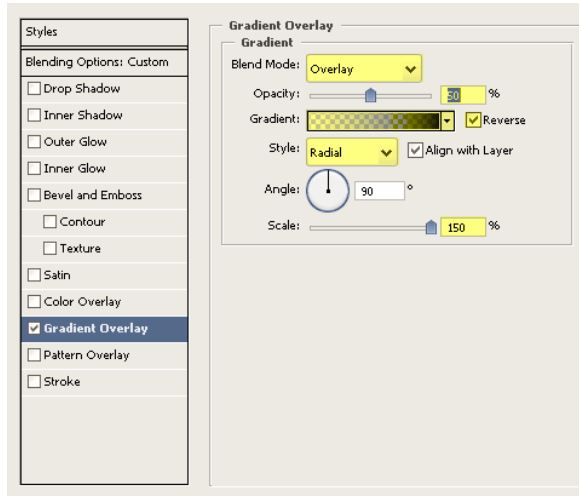 Styles
Blending Options: Custom
Drop Shadow
Inner Shadow
Outer Glow
Inner Glow
Bevel and Emboss
Contour
Texture
Satin
Color Overlay
Gradient Overlay
Pattern Overlay
Stroke
Gradient Overlay
Gradient
Blend Mode: Overlay
Opacity: 50 %
Gradient: Reverse
Style: Radial Align with Layer
Angle: 90 °
Scale: 150 %